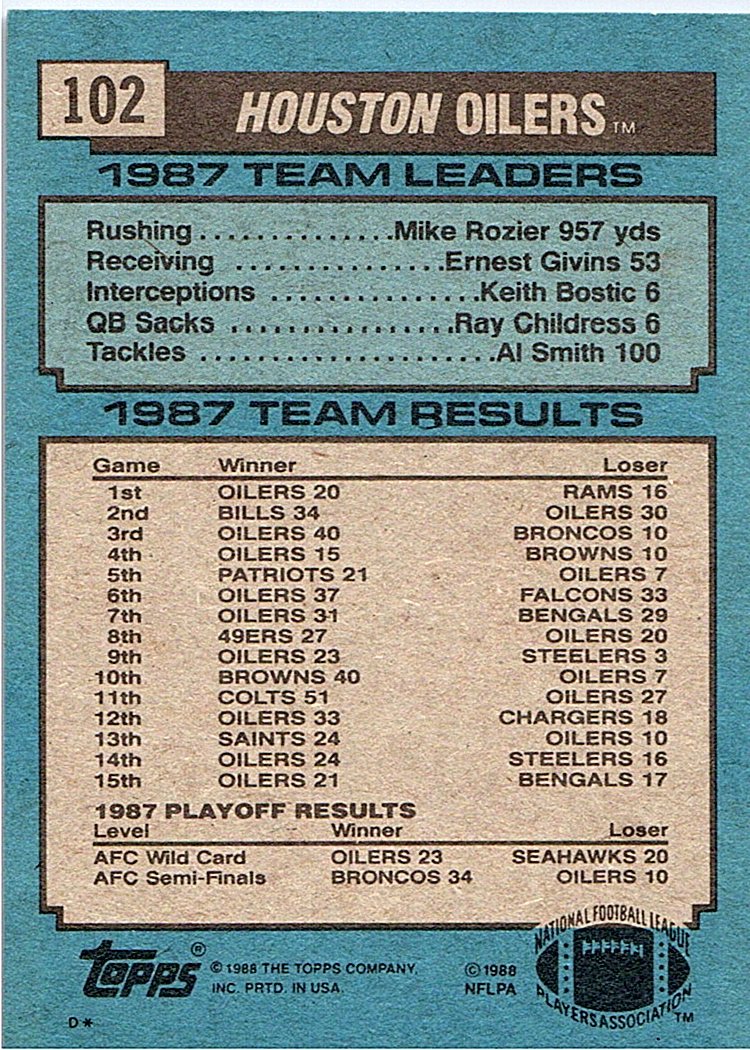 102 HOUSTON OILERS™
1987 TEAM LEADERS
Rushing..............Mike Rozier 957 yds
Receiving ................Ernest Givins 53
Interceptions ................Keith Bostic 6
QB Sacks .................Ray Childress 6
Tackles ......................Al Smith 100
1987 TEAM RESULTS
Game Winner Loser
1st OILERS 20 RAMS 16
2nd BILLS 34 OILERS 30
3rd OILERS 40 BRONCOS 10
4th OILERS 15 BROWNS 10
5th PATRIOTS 21 OILERS 7
6th OILERS 37 FALCONS 33
7th OILERS 31 BENGALS 29
8th 49ERS 27 OILERS 20
9th OILERS 23 STEELERS 3
10th BROWNS 40 OILERS 7
11th COLTS 51 OILERS 27
12th OILERS 33 CHARGERS 18
13th SAINTS 24 OILERS 10
14th OILERS 24 STEELERS 16
15th OILERS 21 BENGALS 17
1987 PLAYOFF RESULTS
Level Winner Loser
AFC Wild Card OILERS 23 SEAHAWKS 20
AFC Semi-Finals BRONCOS 34 OILERS 10
Topps®
© 1988 THE TOPPS COMPANY,
INC. PRTD. IN USA.
© 1988
NFLPA
NATIONAL FOOTBALL LEAGUE
PLAYERS ASSOCIATION™
D*